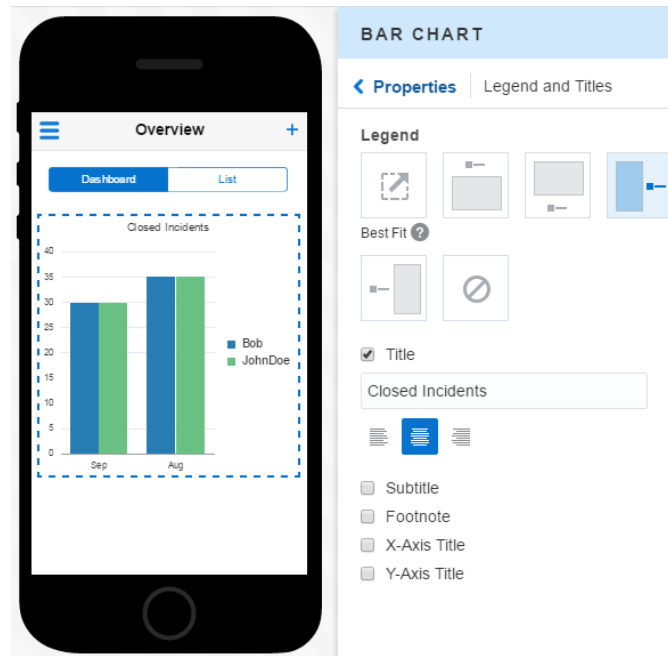 BAR CHART
Properties Legend and Titles
Overview +
Dashboard List
Closed Incidents
40
35
30
25
20
15
10
5
0
Sep Aug
Bob
JohnDoe
Legend
Best Fit ?
Title
Closed Incidents
Subtitle
Footnote
X-Axis Title
Y-Axis Title